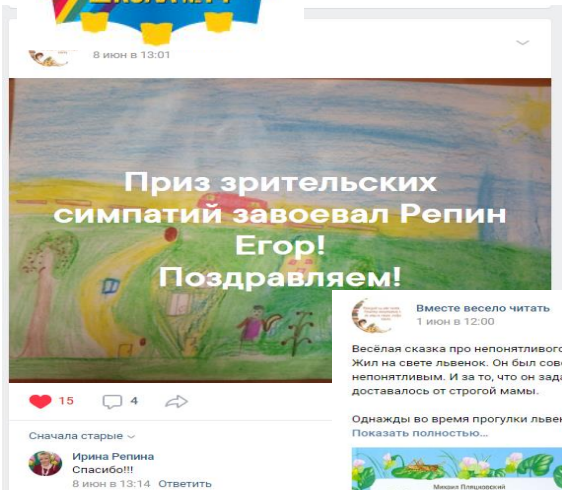 8 июн в 13:01
Приз зрительских
симпатий завоевал Репин
Егор!
Поздравляем!
15
4
Сначала старые
Ирина Репина
Спасибо!!!
8 июн в 13:14 Ответить
Вместе весело читать
1 июн в 12:00
Весёлая сказка про непонятливого
Жил на свете львенок. Он был сов
непонятливым. И за то, что он зада
доставалось от строгой мамы.
Однажды во время прогулки львен
Показать полностью...
Михаил Пляцковский